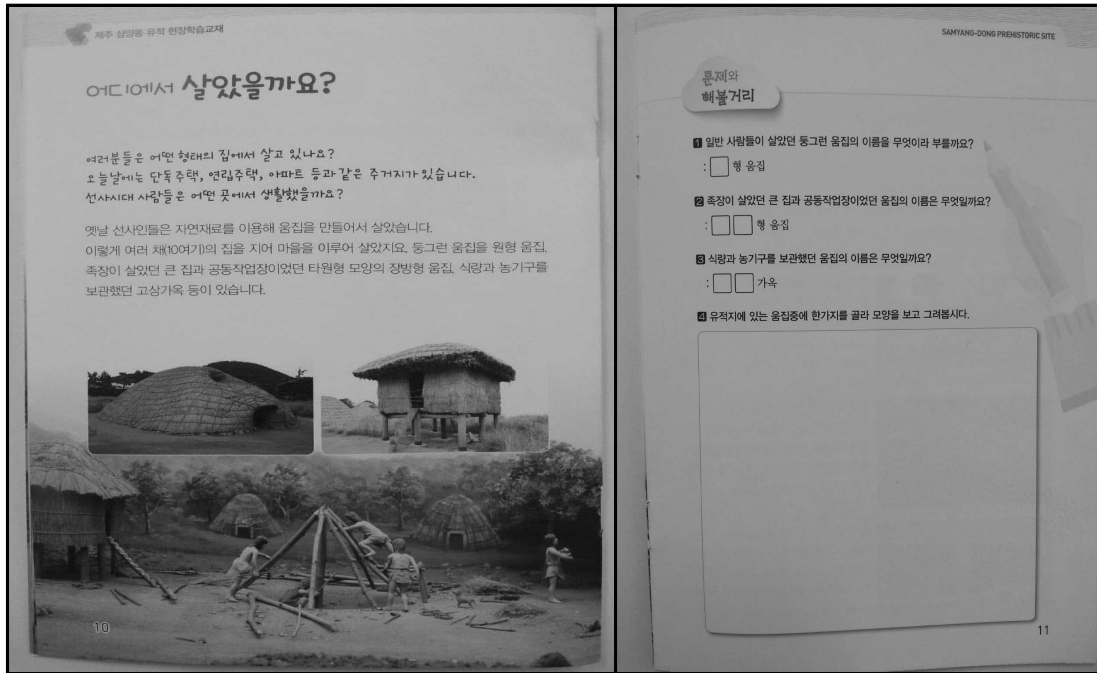 제주 삼양동 유적 현장학습교재
어디에서 살았을까요?
여러분들은 어떤 형태의 집에서 살고 있나요?
오늘날에는 단독주택, 연립주택, 아파트 등과 같은 주거지가 있습니다.
선사시대 사람들은 어떤 곳에서 생활했을까요?
옛날 선사인들은 자연재료를 이용해 움집을 만들어서 살았습니다.
이렇게 여러 채(10여기)의 집을 지어 마을을 이루어 살았지요. 둥그런 움집을 원형 움집,
족장이 살았던 큰 집과 공동작업장이었던 타원형 모양의 장방형 움집, 식량과 농기구를
보관했던 고상가옥 등이 있습니다.
10
SAMYANG-DONG PREHISTORIC SITE
문제와
해볼거리
1 일반 사람들이 살았던 둥그런 움집의 이름을 무엇이라 부를까요?
: □형 움집
2 족장이 살았던 큰 집과 공동작업장이었던 움집의 이름은 무엇일까요?
: □□형 움집
3 식량과 농기구를 보관했던 움집의 이름은 무엇일까요?
: □□가옥
4 유적지에 있는 움집중에 한가지를 골라 모양을 보고 그려봅시다.
11